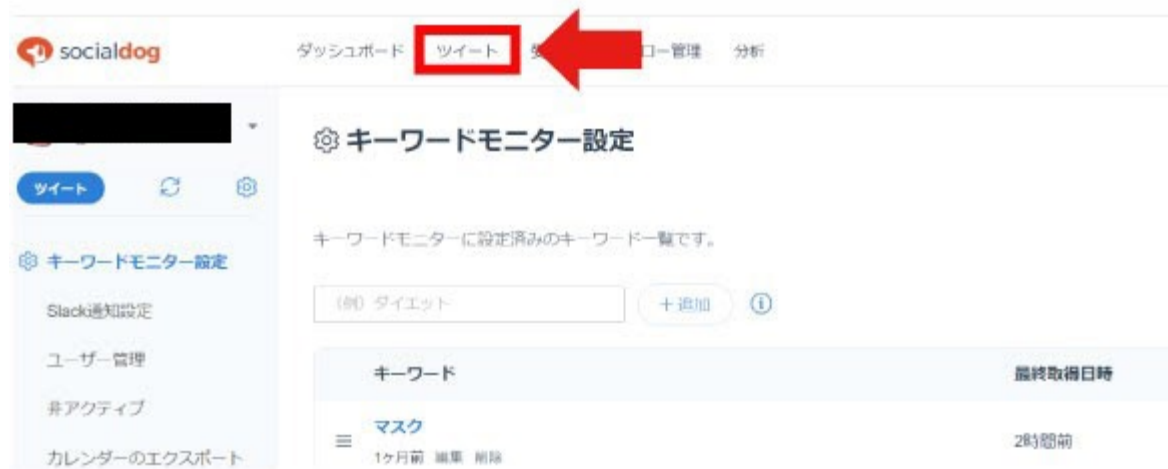 socialdog
ダッシュボード ツイート ロー管理 分析
キーワードモニター設定
ツイート
キーワードモニターに設定済みのキーワード一覧です。
キーワードモニター設定
(例) ダイエット +追加
Slack通知設定
ユーザー管理
キーワード 最終取得日時
非アクティブ
マスク 2時間前
1ヶ月前 編集 削除
カレンダーのエクスポート